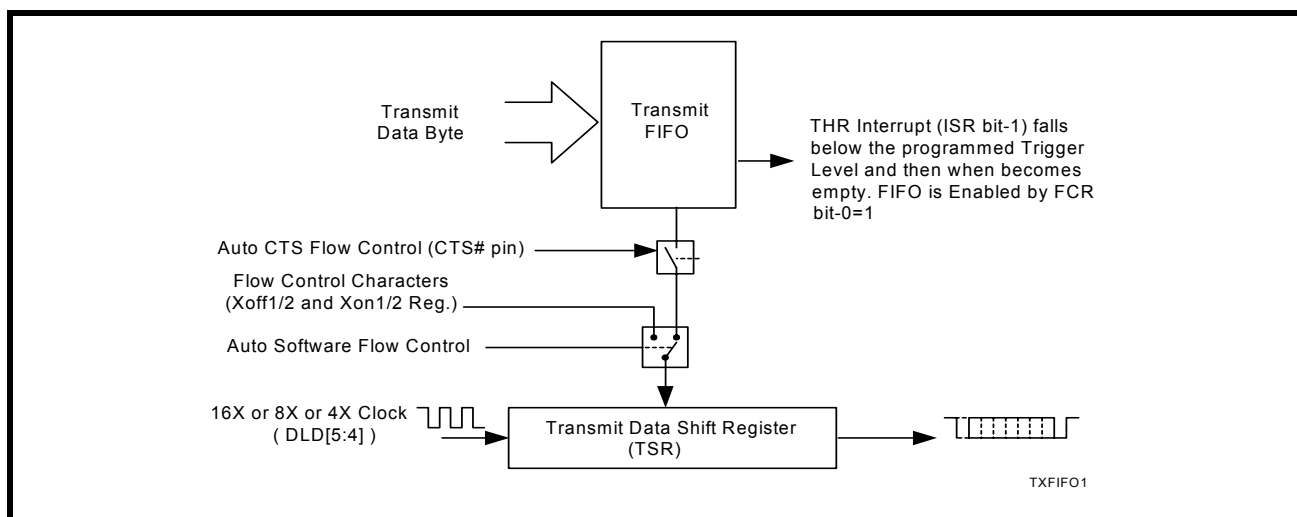 Transmit
Data Byte
Transmit
FIFO
THR Interrupt (ISR bit-1) falls
below the programmed Trigger
Level and then when becomes
empty. FIFO is Enabled by FCR
bit-0=1
Auto CTS Flow Control (CTS# pin)
Flow Control Characters
(Xoff1/2 and Xon1/2 Reg.)
Auto Software Flow Control
16X or 8X or 4X Clock
( DLD[5:4] )
Transmit Data Shift Register
(TSR)
TXFIFO1